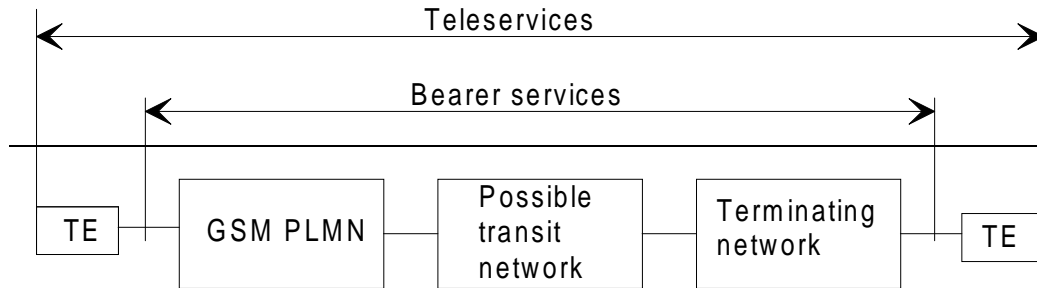 Teleservices
Bearer services
TE
GSM PLMN
Possible
transit
network
Terminating
network
TE